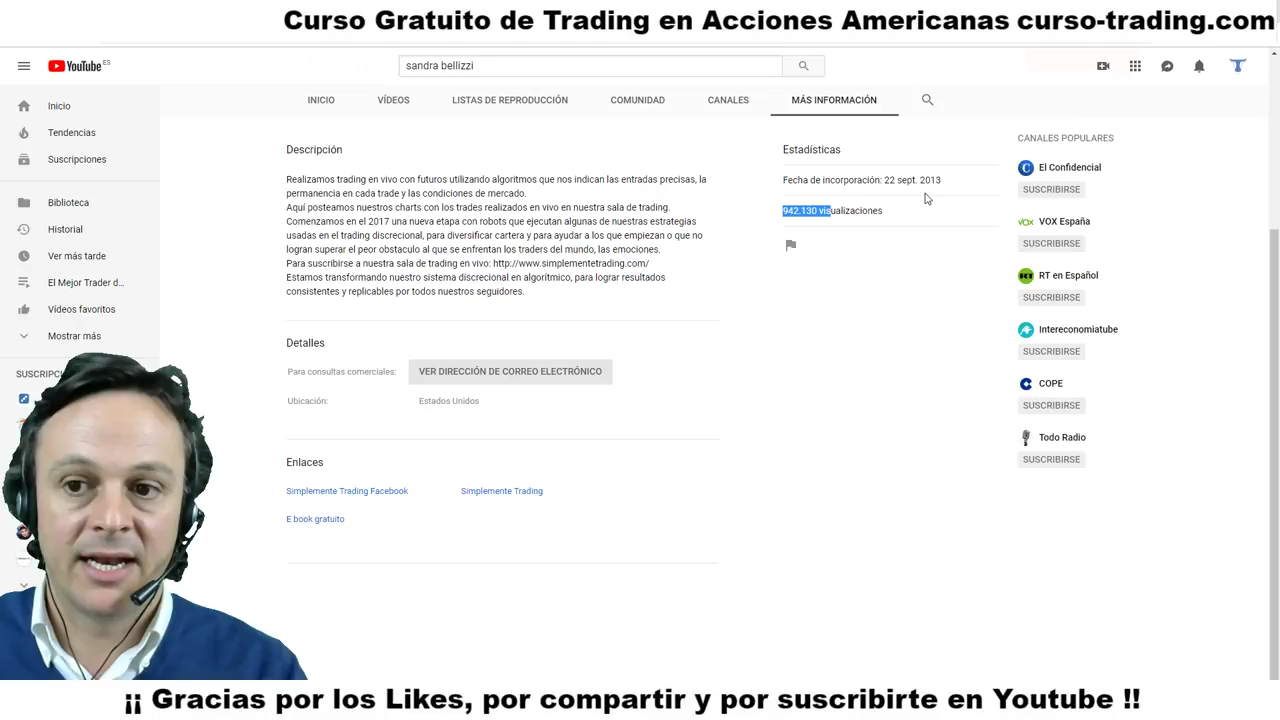 Curso Gratuito de Trading en Acciones Americanas curso-trading.com
YouTube ES
sandra bellizzi
INICIO VÍDEOS LISTAS DE REPRODUCCIÓN COMUNIDAD CANALES MÁS INFORMACIÓN
Inicio
Tendencias
Suscripciones
Biblioteca
Historial
Ver más tarde
El Mejor Trader d...
Vídeos favoritos
Mostrar más
Descripción
Realizamos trading en vivo con futuros utilizando algoritmos que nos indican las entradas precisas, la
permanencia en cada trade y las condiciones de mercado.
Aquí posteamos nuestro charts con los trades realizados en vivo en nuestra sala de trading.
Comenzamos en el 2017 una nueva etapa con robots que ejecutan algunas de nuestras estrategias
usadas en el trading discrecional, para diversificar cartera y para ayudar a los que empiezan o que no
logran superar el peor obstaculo al que se enfrentan los traders del mundo, las emociones.
Para suscribirse a nuestra sala de trading en vivo: http://www.simplementetrading.com/
Estamos transformando nuestro sistema discrecional en algorítmico, para lograr resultados
consistentes y replicables por todos nuestros seguidores.
Detalles
Para consultas comerciales: VER DIRECCIÓN DE CORREO ELECTRÓNICO
Ubicación: Estados Unidos
Enlaces
Simplemente Trading Facebook Simplemente Trading
E book gratuito
Estadísticas
Fecha de incorporación: 22 sept. 2013
942.130 visualizaciones
CANALES POPULARES
El Confidencial
SUSCRIBIRSE
VOX España
SUSCRIBIRSE
RT en Español
SUSCRIBIRSE
Intereconomiatube
SUSCRIBIRSE
COPE
SUSCRIBIRSE
Todo Radio
SUSCRIBIRSE
¡¡ Gracias por los Likes, por compartir y por suscribirte en Youtube !!